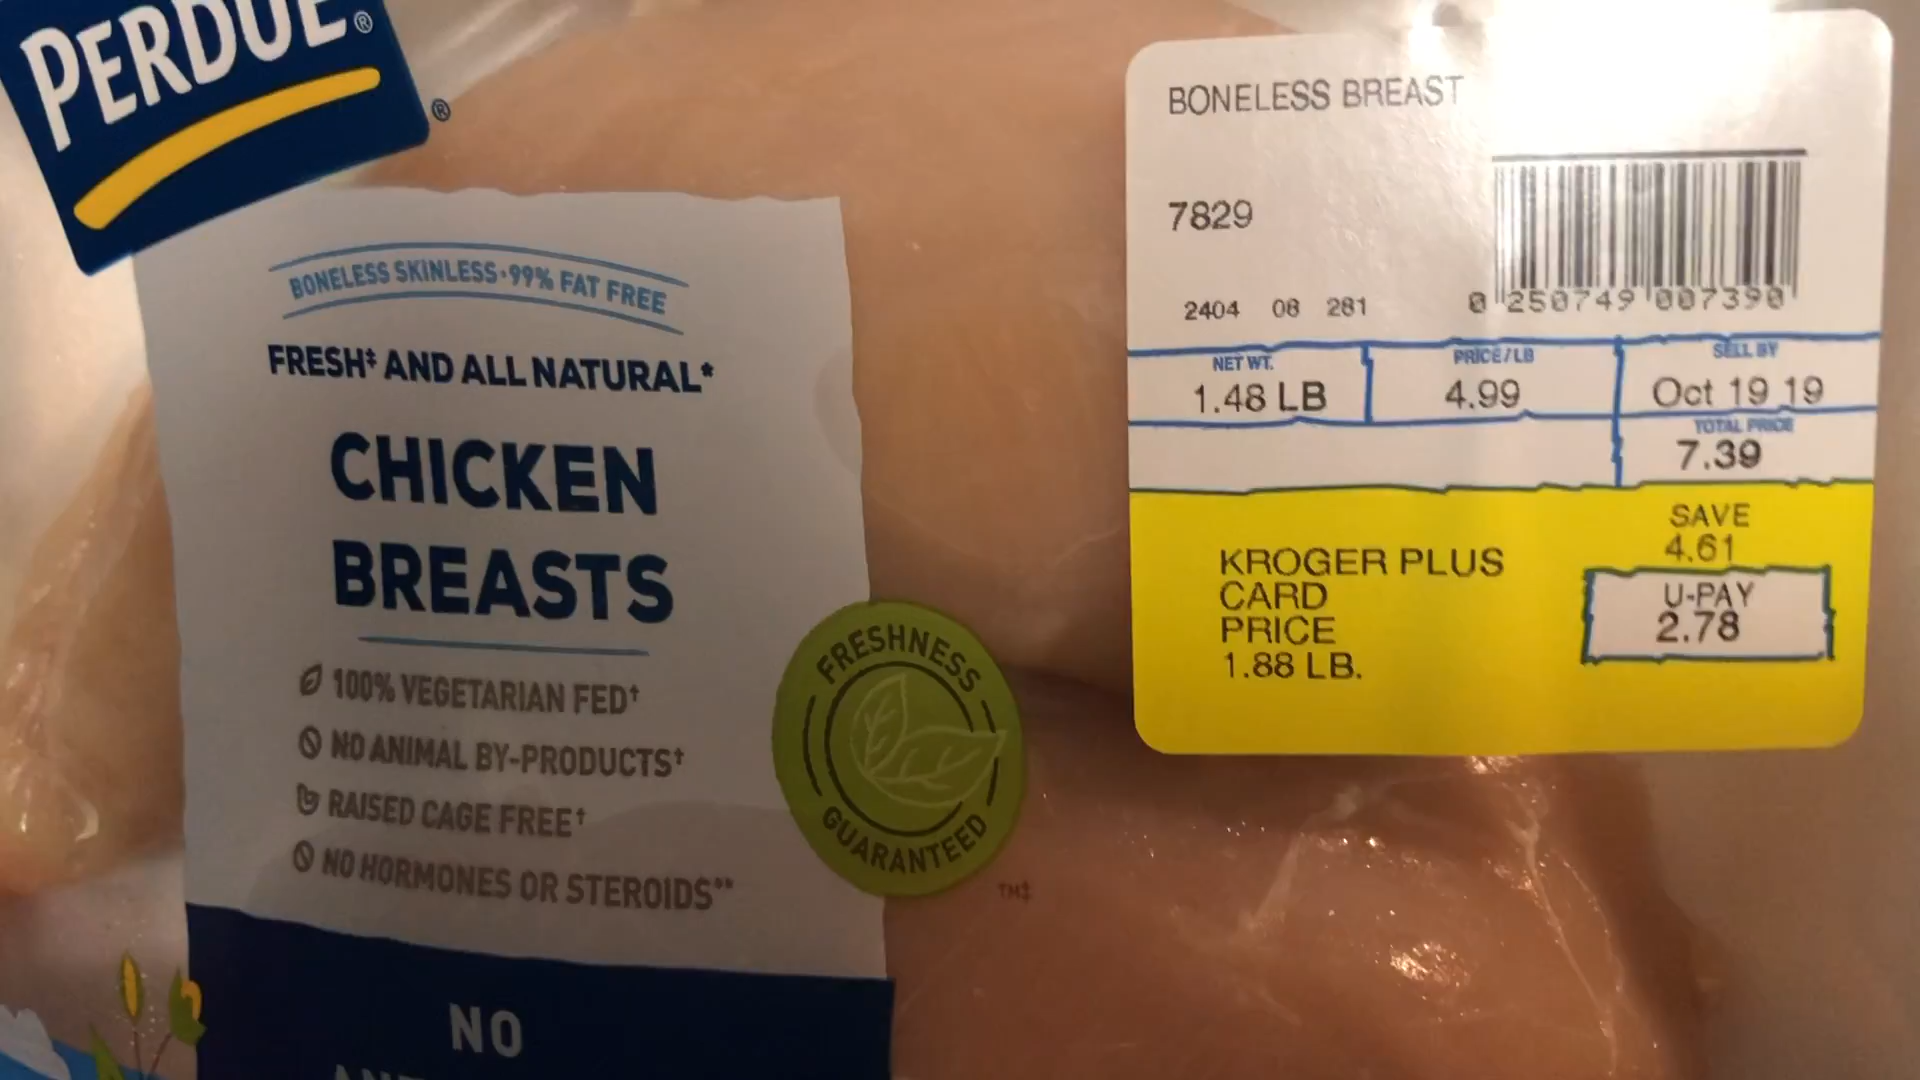 PERDUE®
®
BONELESS SKINLESS•99% FAT FREE
FRESH‡ AND ALL NATURAL*
CHICKEN
BREASTS
100% VEGETARIAN FED†
NO ANIMAL BY-PRODUCTS†
RAISED CAGE FREE†
NO HORMONES OR STEROIDS**
NO
FRESHNESS
GUARANTEED
TM‡
BONELESS BREAST
7829
2404 08 281
0 250749 007390
NET WT. PRICE/LB SELL BY
1.48 LB 4.99 Oct 19 19
TOTAL PRICE
7.39
SAVE
4.61
KROGER PLUS
CARD
PRICE
1.88 LB.
U-PAY
2.78